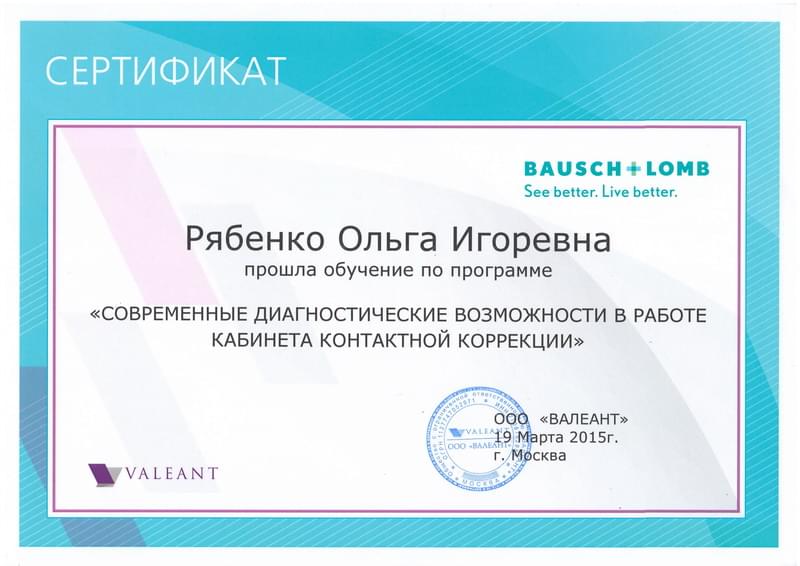 СЕРТИФИКАТ
BAUSCH + LOMB
See better. Live better.
Рябенко Ольга Игоревна
прошла обучение по программе
«СОВРЕМЕННЫЕ ДИАГНОСТИЧЕСКИЕ ВОЗМОЖНОСТИ В РАБОТЕ
КАБИНЕТА КОНТАКТНОЙ КОРРЕКЦИИ»
VALEANT
ООО «ВАЛЕАНТ»
МОСКВА
ООО «ВАЛЕАНТ»
19 Марта 2015г.
г. Москва
VALEANT